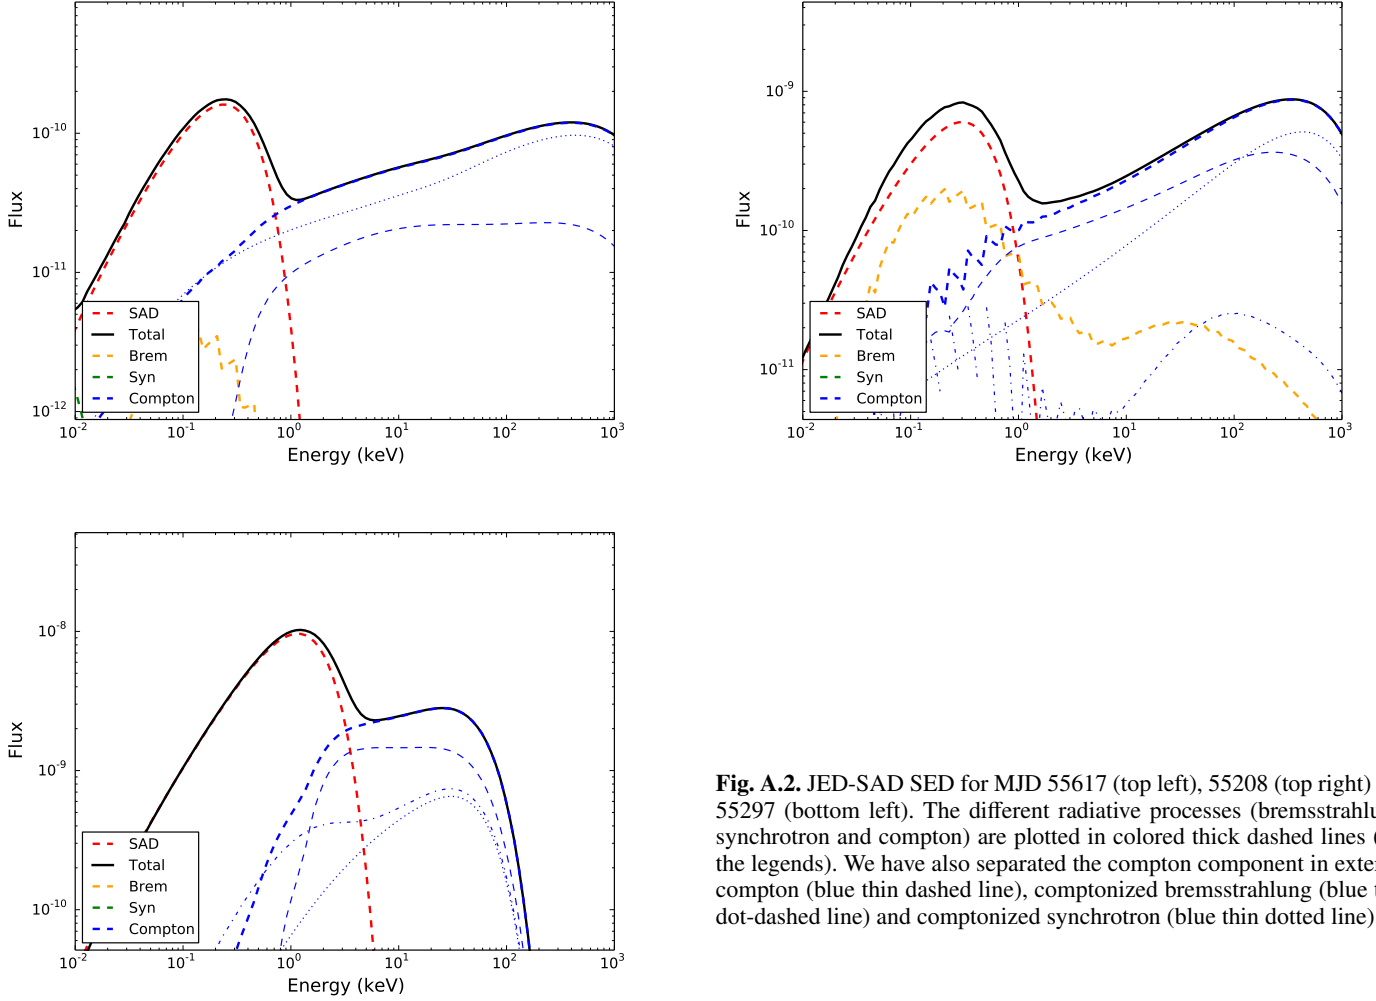 Flux
10^-10
10^-11
10^-12
SAD
Total
Brem
Syn
Compton
10^-2 10^-1 10^0 10^1 10^2 10^3
Energy (keV)
Flux
10^-9
10^-10
10^-11
SAD
Total
Brem
Syn
Compton
10^-2 10^-1 10^0 10^1 10^2 10^3
Energy (keV)
Flux
10^-8
10^-9
10^-10
SAD
Total
Brem
Syn
Compton
10^-2 10^-1 10^0 10^1 10^2 10^3
Energy (keV)
Fig. A.2. JED-SAD SED for MJD 55617 (top left), 55208 (top right)
55297 (bottom left). The different radiative processes
synchrotron and compton) are plotted in colored thick dashed lines
the legends). We have also separated the compton component in
compton (blue thin dashed line), comptonized bremsstrahlung (blue
dot-dashed line) and comptonized synchrotron (blue thin dotted line)